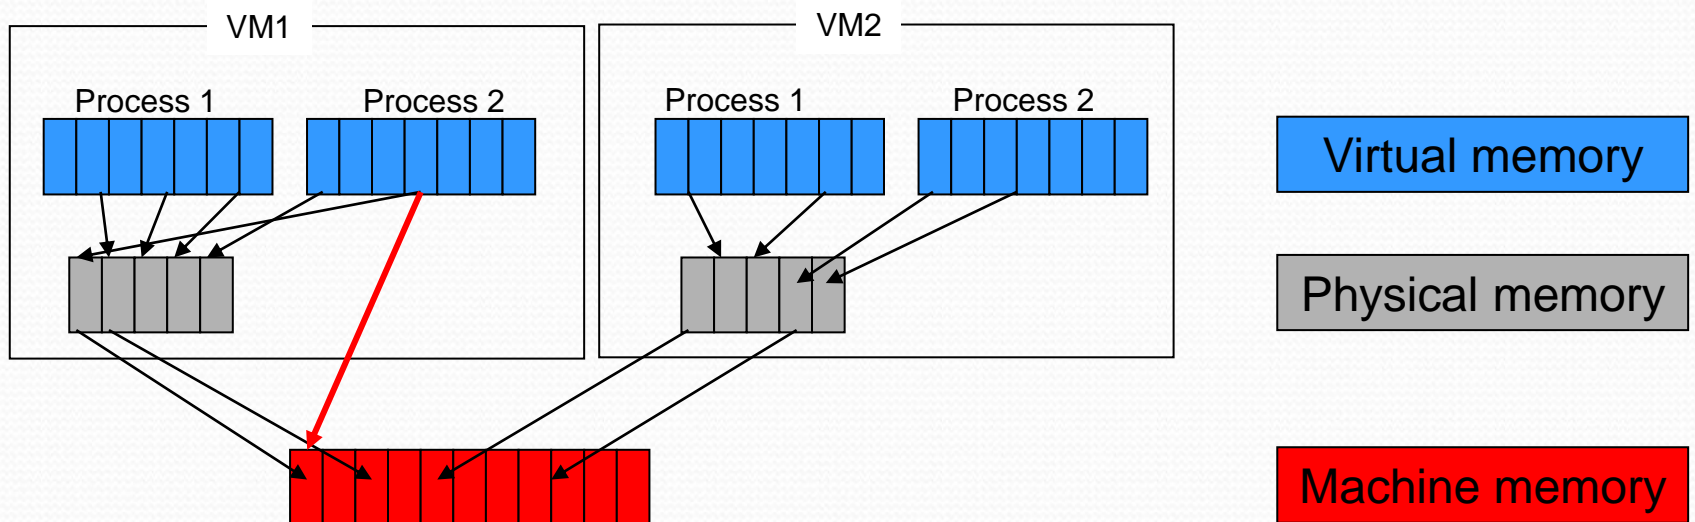 VM1
VM2
Process 1
Process 2
Process 1
Process 2
Virtual memory
Physical memory
Machine memory